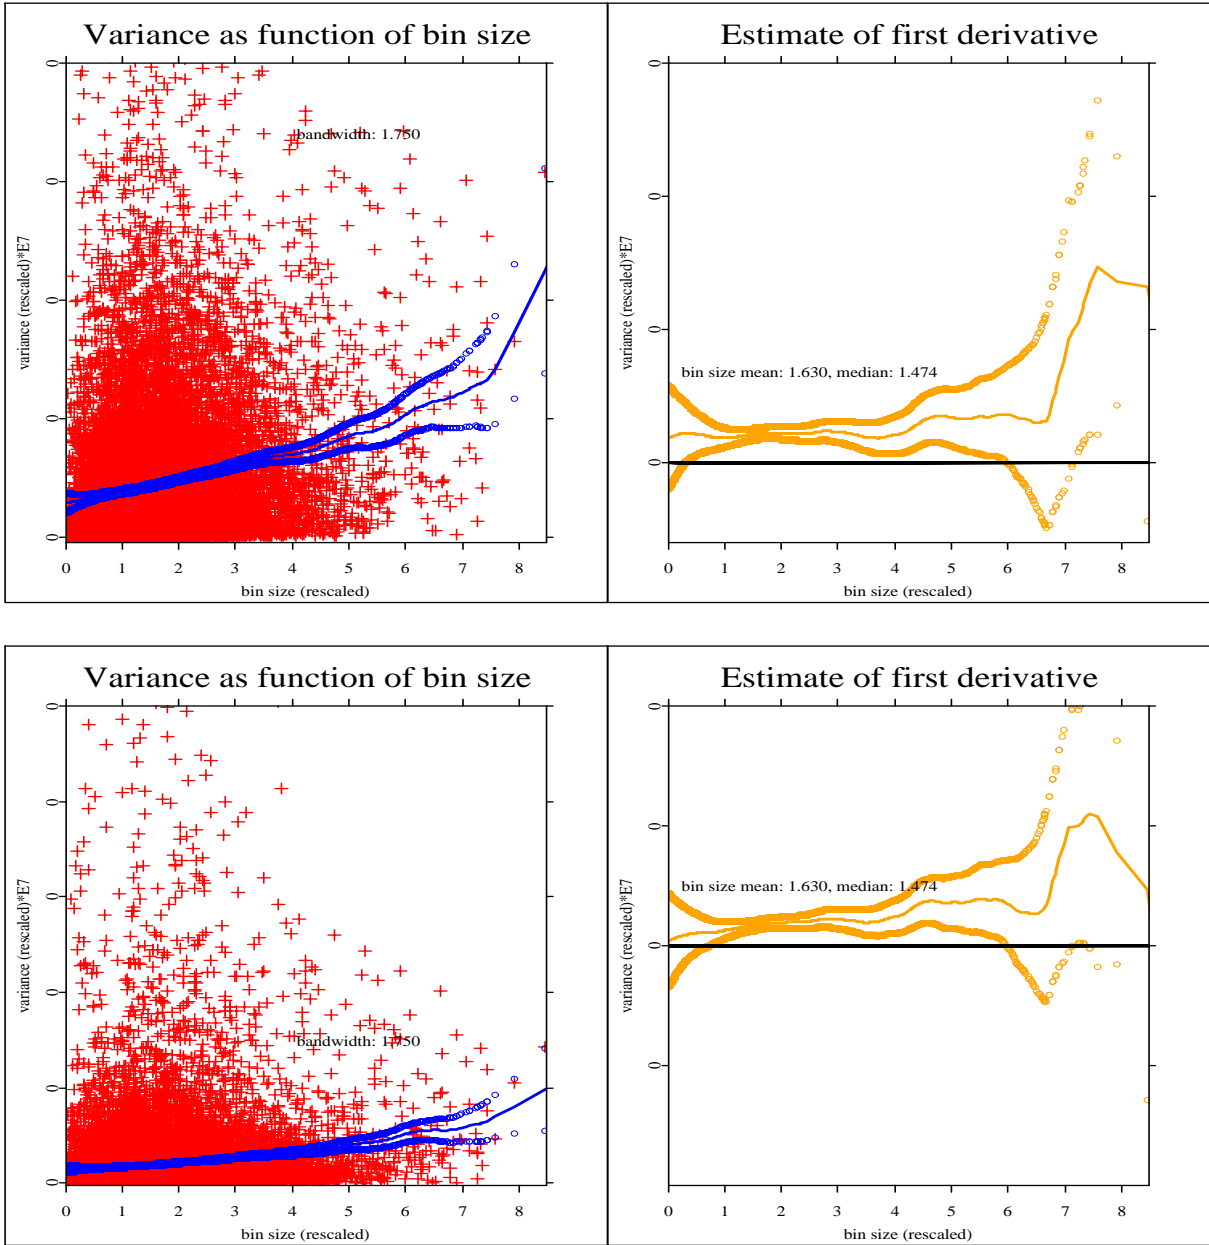 Variance as function of bin size
0
0
0
0
0
variance (rescaled)*E7
bandwidth: 1.750
0 1 2 3 4 5 6 7 8
bin size (rescaled)
Estimate of first derivative
0
0
0
0
variance (rescaled)*E7
bin size mean: 1.630, median: 1.474
0 1 2 3 4 5 6 7 8
bin size (rescaled)
Variance as function of bin size
0
0
0
0
0
0
variance (rescaled)*E7
bandwidth: 1.750
0 1 2 3 4 5 6 7 8
bin size (rescaled)
Estimate of first derivative
0
0
0
0
variance (rescaled)*E7
bin size mean: 1.630, median: 1.474
0 1 2 3 4 5 6 7 8
bin size (rescaled)